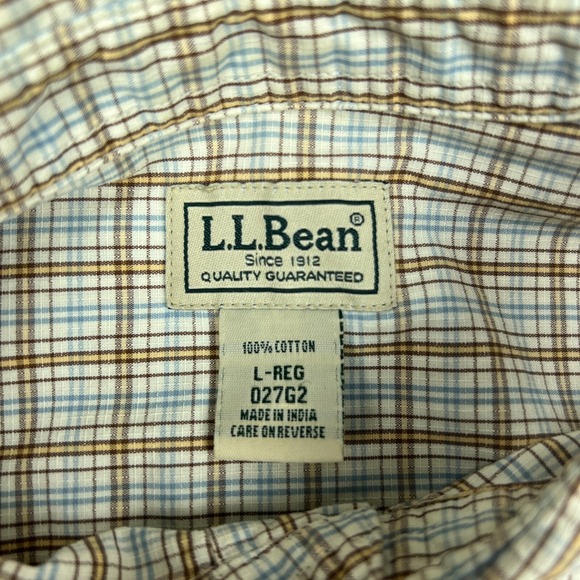 L.L.Bean®
Since 1912
QUALITY GUARANTEED
100% COTTON
L-REG
027G2
MADE IN INDIA
CARE ON REVERSE